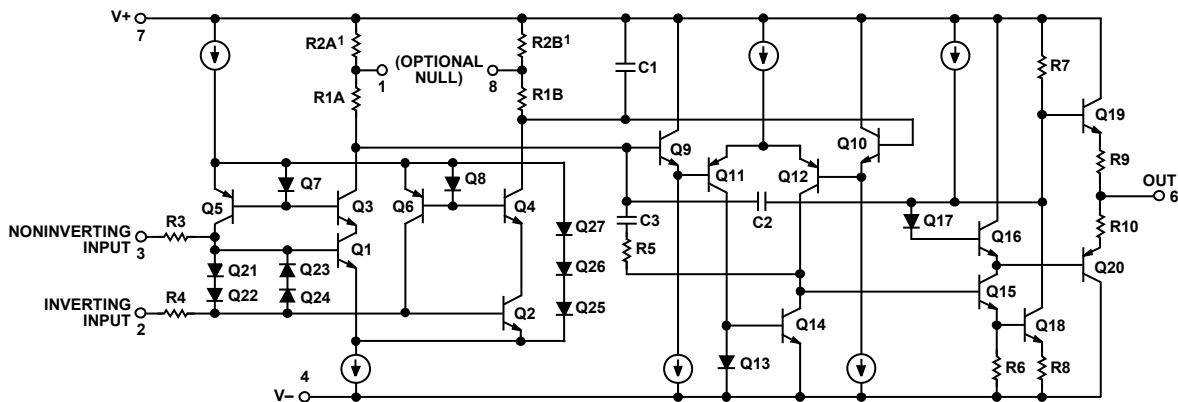 V+
7
R2A1
(OPTIONAL
NULL)
1
8
R2B1
R1A
R1B
C1
R7
Q19
Q9
Q10
Q11
Q12
R9
OUT
6
Q7
Q8
Q5
Q3
Q6
Q4
Q27
C3
C2
Q17
Q16
R10
R3
NONINVERTING
INPUT
3
Q1
R5
Q21
Q23
Q26
Q22
Q24
Q20
R4
INVERTING
INPUT
2
Q2
Q25
Q15
Q14
Q18
Q13
R6
R8
4
V–